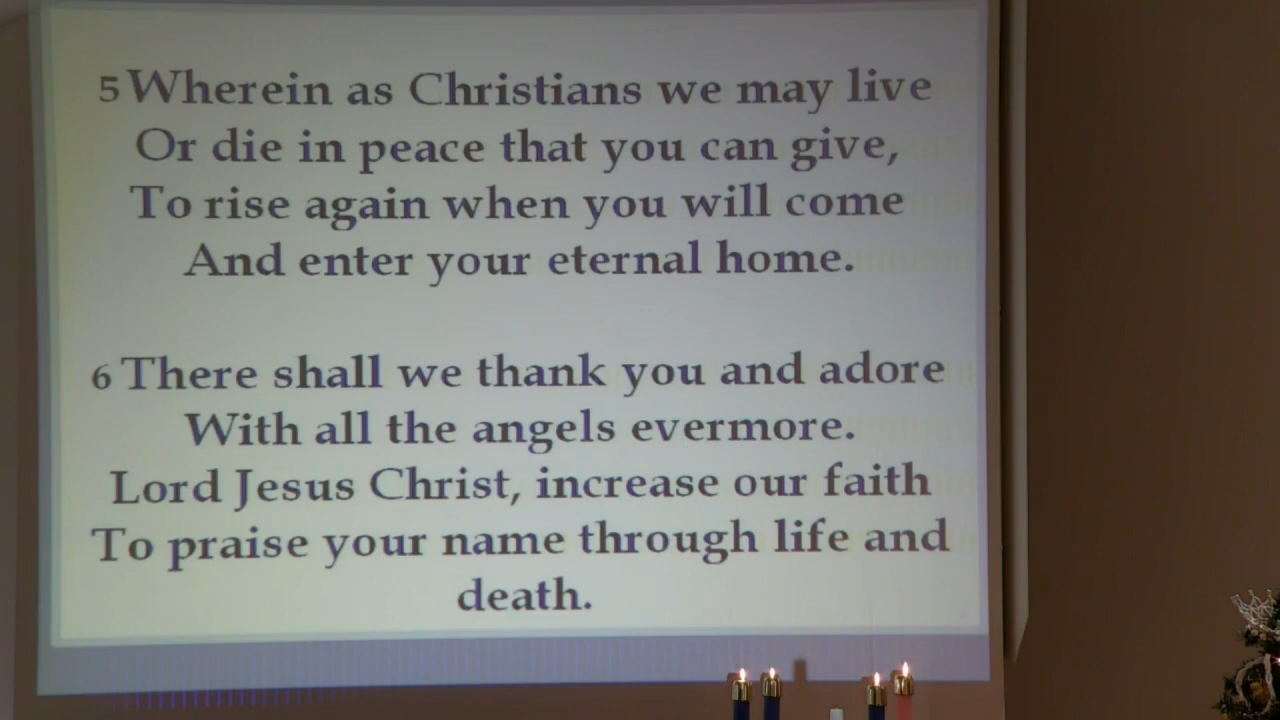 5 Wherein as Christians we may live
Or die in peace that you can give,
To rise again when you will come
And enter your eternal home.
6 There shall we thank you and adore
With all the angels evermore.
Lord Jesus Christ, increase our faith
To praise your name through life and
death.